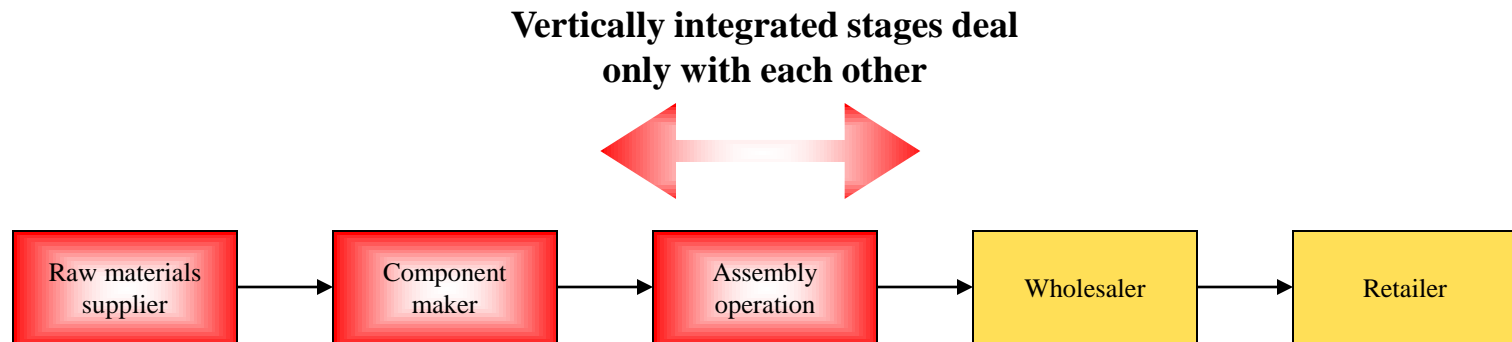 Vertically integrated stages deal
only with each other
Raw materials
supplier
Component
maker
Assembly
operation
Wholesaler
Retailer